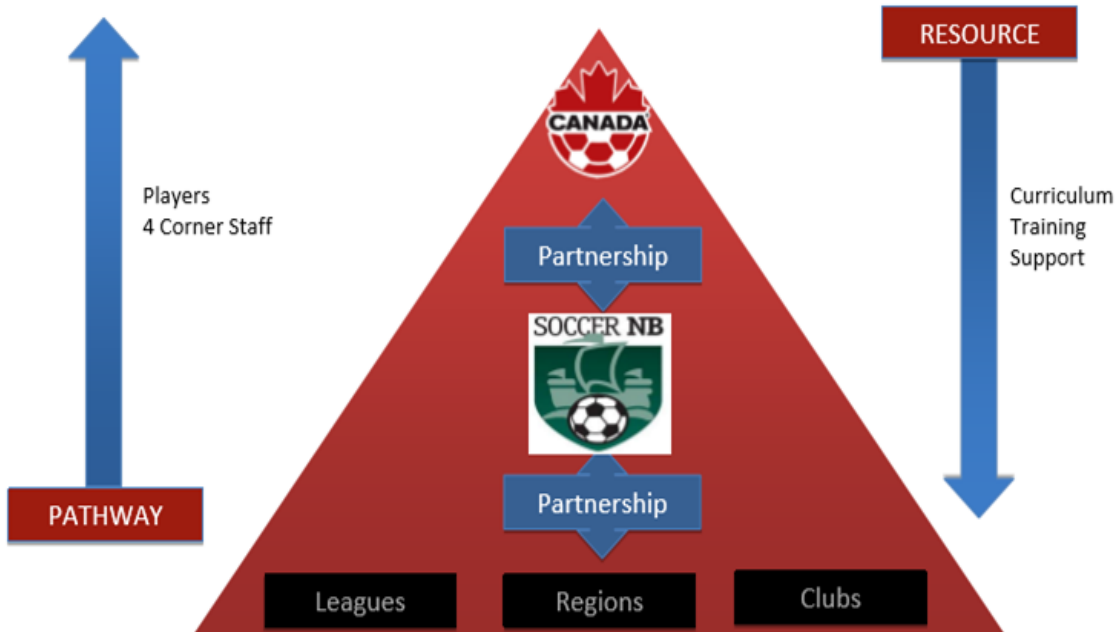 RESOURCE
CANADA
Players
4 Corner Staff
Curriculum
Training
Support
Partnership
SOCCER NB
Partnership
PATHWAY
Leagues
Regions
Clubs